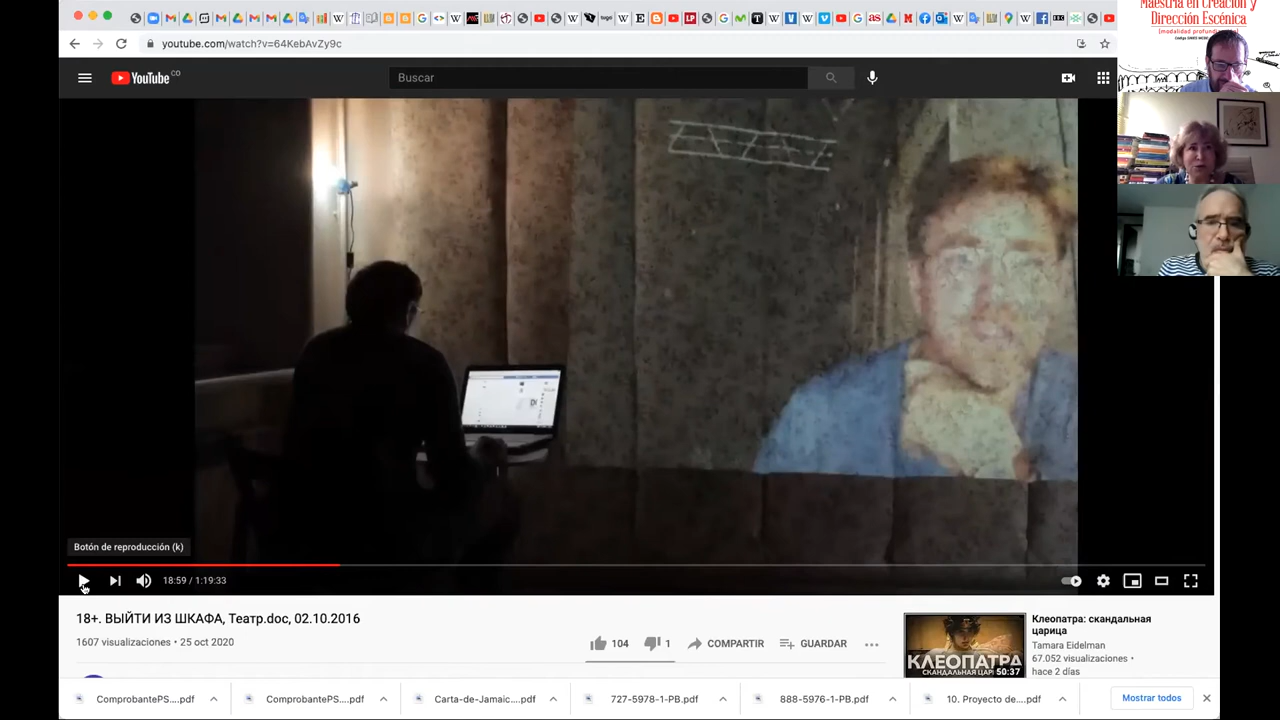 youtube.com/watch?v=64KebAvZy9c
Maestría en Creación y
Dirección Escénica
(modalidad profundi
YouTube CO
Buscar
Botón de reproducción (k)
18:59 / 1:19:33
18+. ВЫЙТИ ИЗ ШКАФА, Театр.doc, 02.10.2016
1607 visualizaciones • 25 oct 2020
104
1
COMPARTIR
GUARDAR
КЛЕОПАТРА
СКАНДАЛЬНАЯ ЦАРИ
50:37
Клеопатра: скандальная
царица
Tamara Eidelman
67.052 visualizaciones •
hace 2 días
ComprobantePS....pdf
ComprobantePS....pdf
Carta-de-Jamaic....pdf
727-5978-1-PB.pdf
888-5976-1-PB.pdf
10. Proyecto de....pdf
Mostrar todos